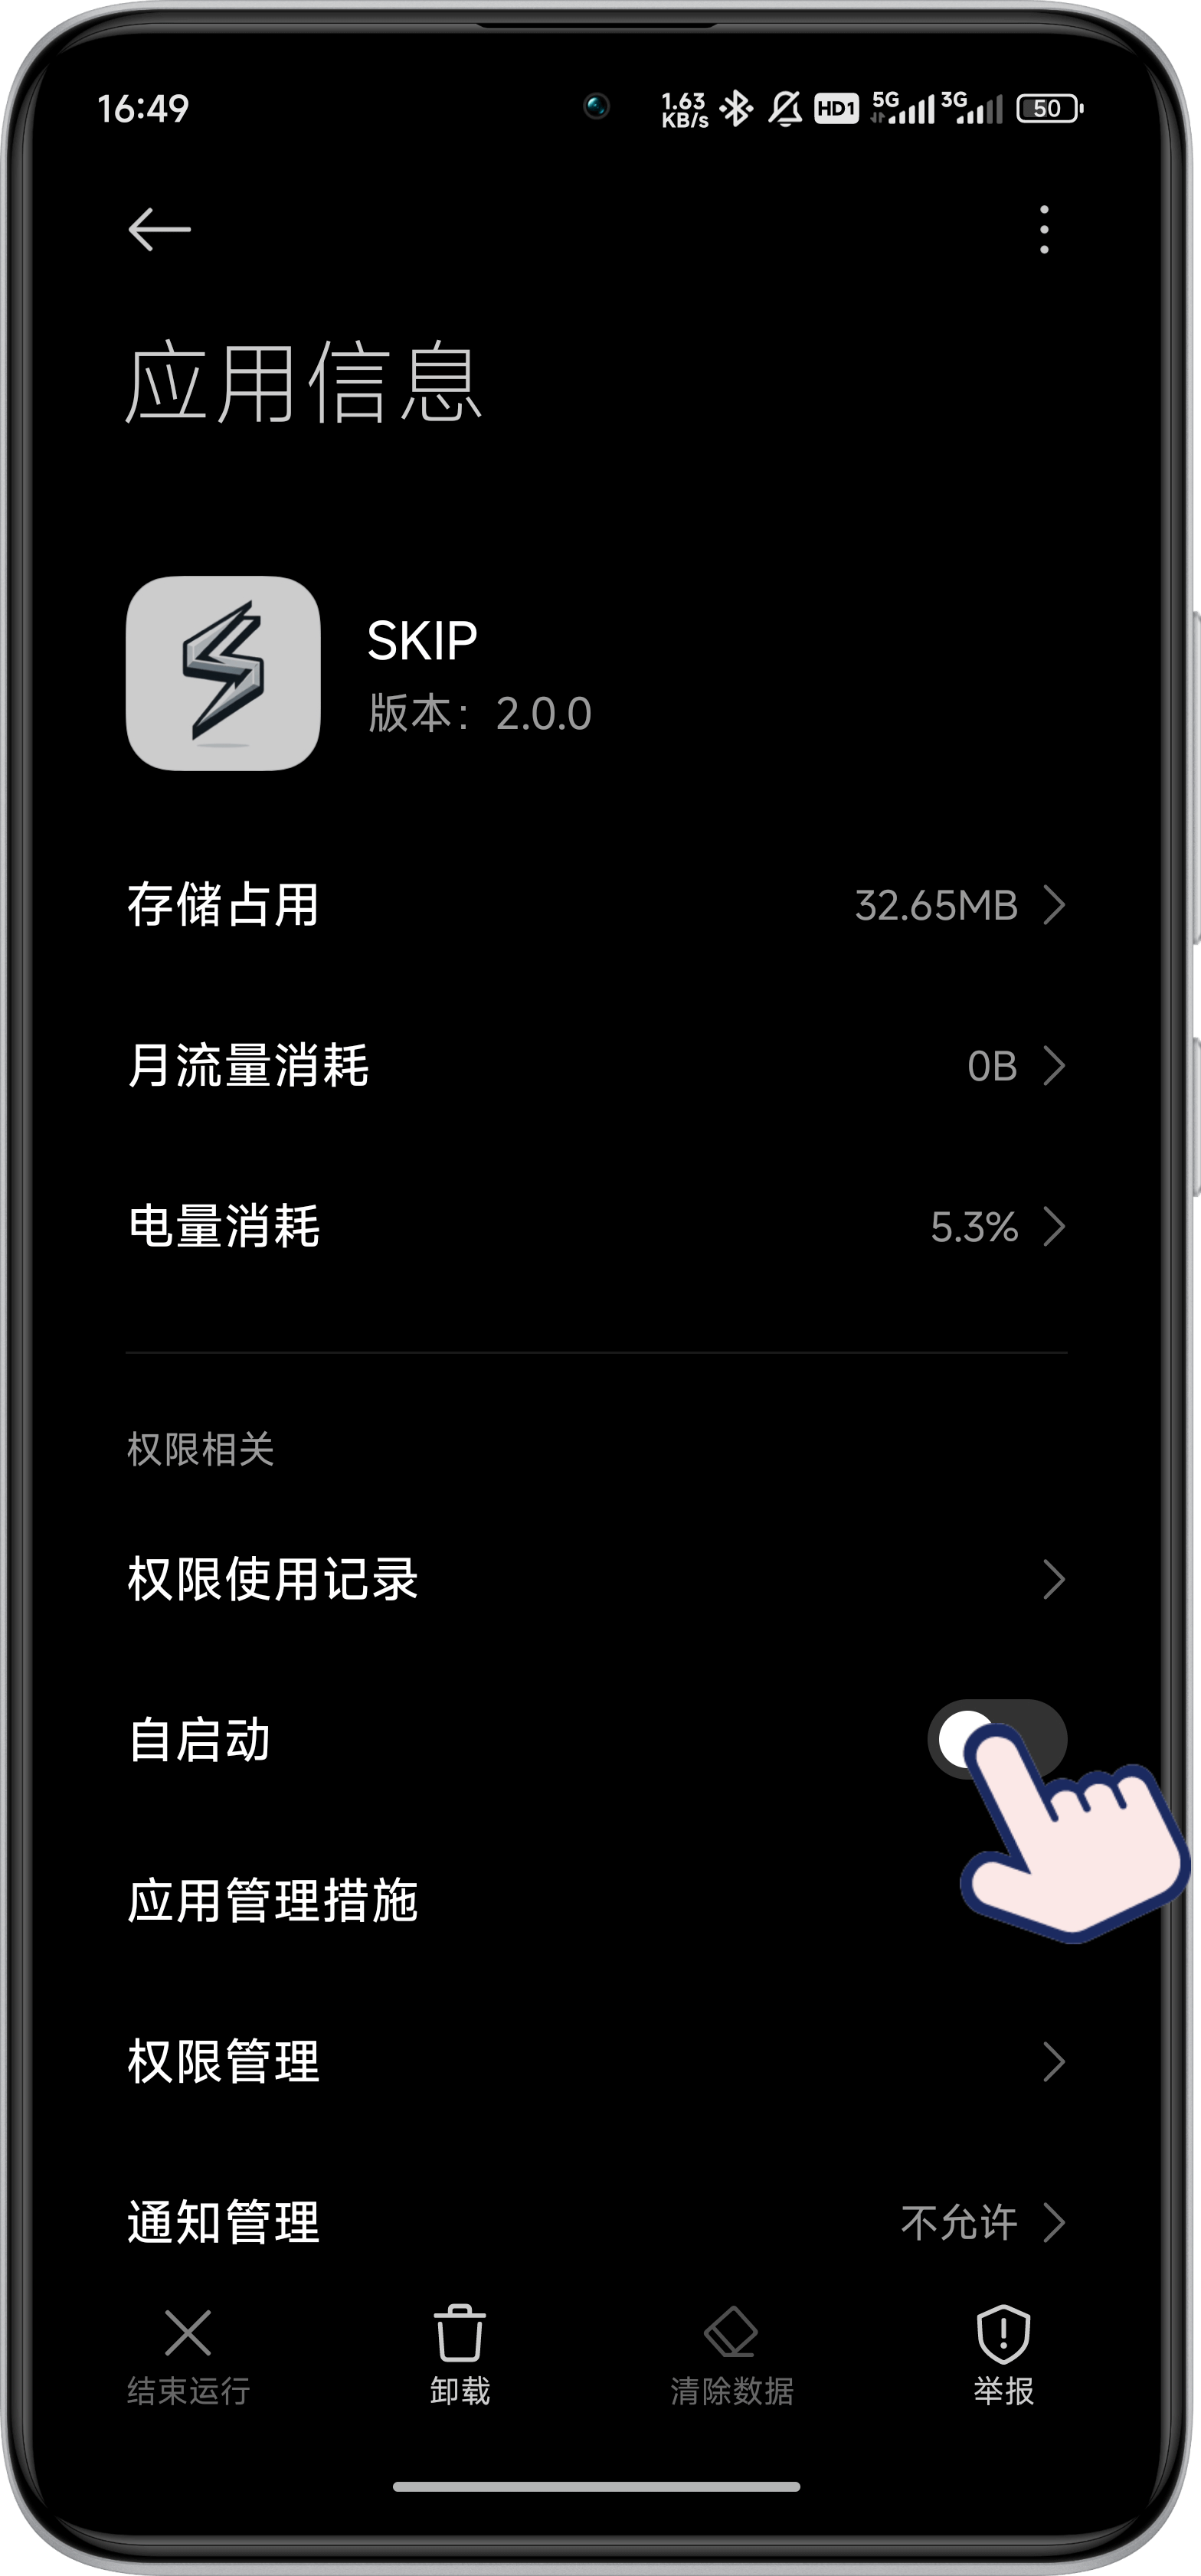 16:49
1.63
KB/s
HD1
5G
3G
50
应用信息
SKIP
版本：2.0.0
存储占用
32.65MB
月流量消耗
0B
电量消耗
5.3%
权限相关
权限使用记录
自启动
应用管理措施
权限管理
通知管理
不允许
结束运行
卸载
清除数据
举报